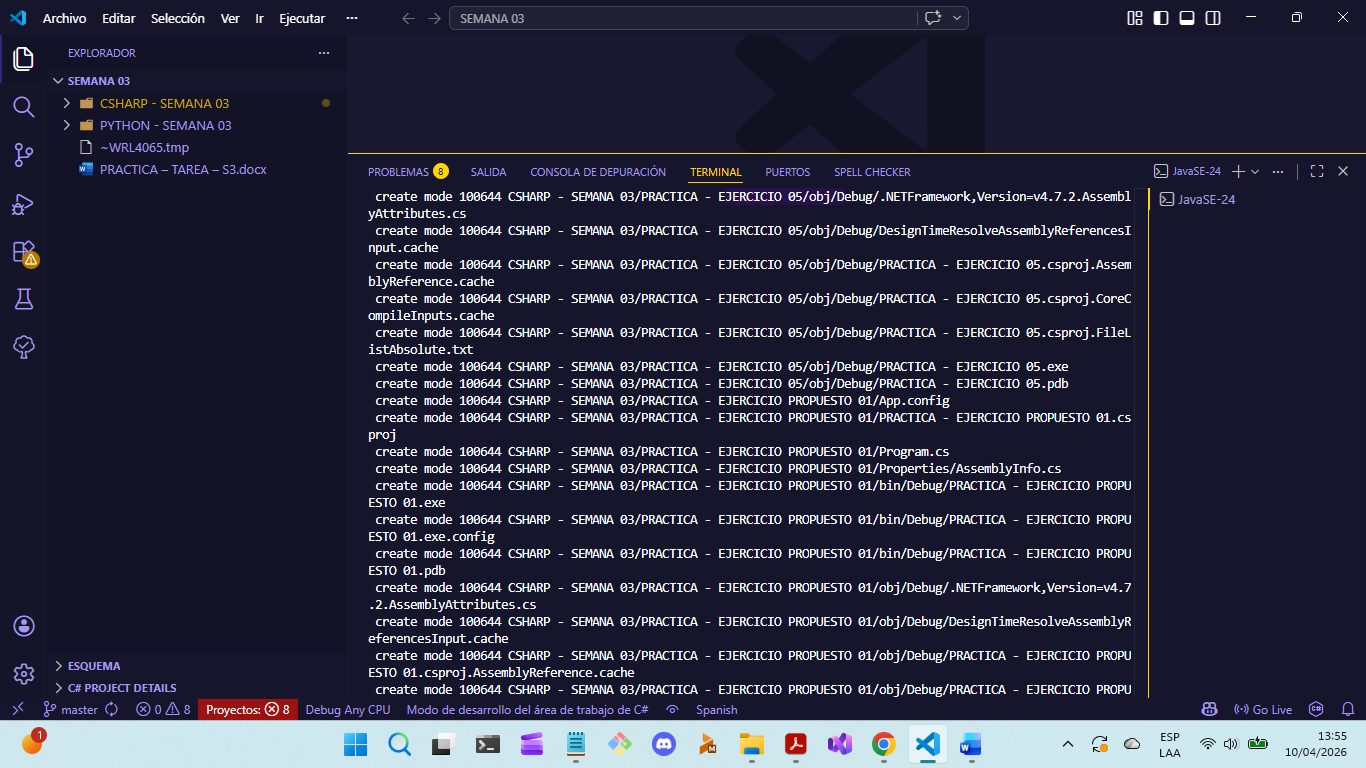 Archivo Editar Selección Ver Ir Ejecutar ···
SEMANA 03
EXPLORADOR
SEMANA 03
CSHARP - SEMANA 03
PYTHON - SEMANA 03
~WRL4065.tmp
PRACTICA – TAREA – S3.docx
ESQUEMA
C# PROJECT DETAILS
PROBLEMAS 8 SALIDA CONSOLA DE DEPURACIÓN TERMINAL PUERTOS SPELL CHECKER
JavaSE-24
JavaSE-24
create mode 100644 CSHARP - SEMANA 03/PRACTICA - EJERCICIO 05/obj/Debug/.NETFramework,Version=v4.7.2.Assembl
yAttributes.cs
create mode 100644 CSHARP - SEMANA 03/PRACTICA - EJERCICIO 05/obj/Debug/DesignTimeResolveAssemblyReferencesI
nput.cache
create mode 100644 CSHARP - SEMANA 03/PRACTICA - EJERCICIO 05/obj/Debug/PRACTICA - EJERCICIO 05.csproj.Assem
blyReference.cache
create mode 100644 CSHARP - SEMANA 03/PRACTICA - EJERCICIO 05/obj/Debug/PRACTICA - EJERCICIO 05.csproj.CoreC
ompileInputs.cache
create mode 100644 CSHARP - SEMANA 03/PRACTICA - EJERCICIO 05/obj/Debug/PRACTICA - EJERCICIO 05.csproj.FileL
istAbsolute.txt
create mode 100644 CSHARP - SEMANA 03/PRACTICA - EJERCICIO 05/obj/Debug/PRACTICA - EJERCICIO 05.exe
create mode 100644 CSHARP - SEMANA 03/PRACTICA - EJERCICIO 05/obj/Debug/PRACTICA - EJERCICIO 05.pdb
create mode 100644 CSHARP - SEMANA 03/PRACTICA - EJERCICIO PROPUESTO 01/App.config
create mode 100644 CSHARP - SEMANA 03/PRACTICA - EJERCICIO PROPUESTO 01/PRACTICA - EJERCICIO PROPUESTO 01.cs
proj
create mode 100644 CSHARP - SEMANA 03/PRACTICA - EJERCICIO PROPUESTO 01/Program.cs
create mode 100644 CSHARP - SEMANA 03/PRACTICA - EJERCICIO PROPUESTO 01/Properties/AssemblyInfo.cs
create mode 100644 CSHARP - SEMANA 03/PRACTICA - EJERCICIO PROPUESTO 01/bin/Debug/PRACTICA - EJERCICIO PROPU
ESTO 01.exe
create mode 100644 CSHARP - SEMANA 03/PRACTICA - EJERCICIO PROPUESTO 01/bin/Debug/PRACTICA - EJERCICIO PROPU
ESTO 01.exe.config
create mode 100644 CSHARP - SEMANA 03/PRACTICA - EJERCICIO PROPUESTO 01/bin/Debug/PRACTICA - EJERCICIO PROPU
ESTO 01.pdb
create mode 100644 CSHARP - SEMANA 03/PRACTICA - EJERCICIO PROPUESTO 01/obj/Debug/.NETFramework,Version=v4.7
.2.AssemblyAttributes.cs
create mode 100644 CSHARP - SEMANA 03/PRACTICA - EJERCICIO PROPUESTO 01/obj/Debug/DesignTimeResolveAssemblyR
eferencesInput.cache
create mode 100644 CSHARP - SEMANA 03/PRACTICA - EJERCICIO PROPUESTO 01/obj/Debug/PRACTICA - EJERCICIO PROPU
ESTO 01.csproj.AssemblyReference.cache
create mode 100644 CSHARP - SEMANA 03/PRACTICA - EJERCICIO PROPUESTO 01/obj/Debug/PRACTICA - EJERCICIO PROPU
master 0 8 Proyectos: 8 Debug Any CPU Modo de desarrollo del área de trabajo de C# Spanish Go Live
1
ESP
LAA
13:55
10/04/2026